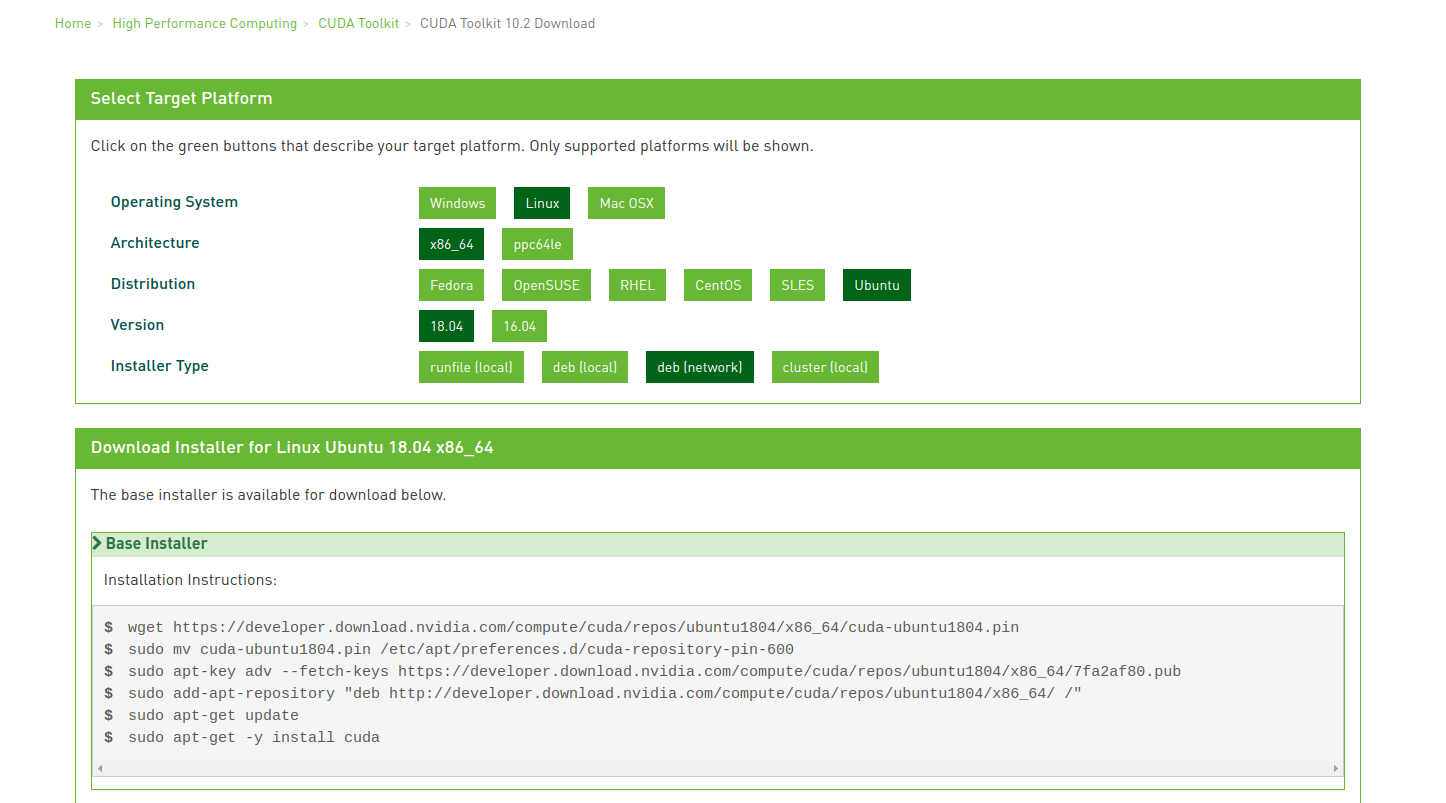 Home > High Performance Computing > CUDA Toolkit > CUDA Toolkit 10.2 Download
Select Target Platform
Click on the green buttons that describe your target platform. Only supported platforms will be shown.
Operating System Windows Linux Mac OSX
Architecture x86_64 ppc64le
Distribution Fedora OpenSUSE RHEL CentOS SLES Ubuntu
Version 18.04 16.04
Installer Type runfile (local) deb (local) deb (network) cluster (local)
Download Installer for Linux Ubuntu 18.04 x86_64
The base installer is available for download below.
Base Installer
Installation Instructions:
$ wget https://developer.download.nvidia.com/compute/cuda/repos/ubuntu1804/x86_64/cuda-ubuntu1804.pin
$ sudo mv cuda-ubuntu1804.pin /etc/apt/preferences.d/cuda-repository-pin-600
$ sudo apt-key adv --fetch-keys https://developer.download.nvidia.com/compute/cuda/repos/ubuntu1804/x86_64/7fa2af80.pub
$ sudo add-apt-repository "deb http://developer.download.nvidia.com/compute/cuda/repos/ubuntu1804/x86_64/ /"
$ sudo apt-get update
$ sudo apt-get -y install cuda